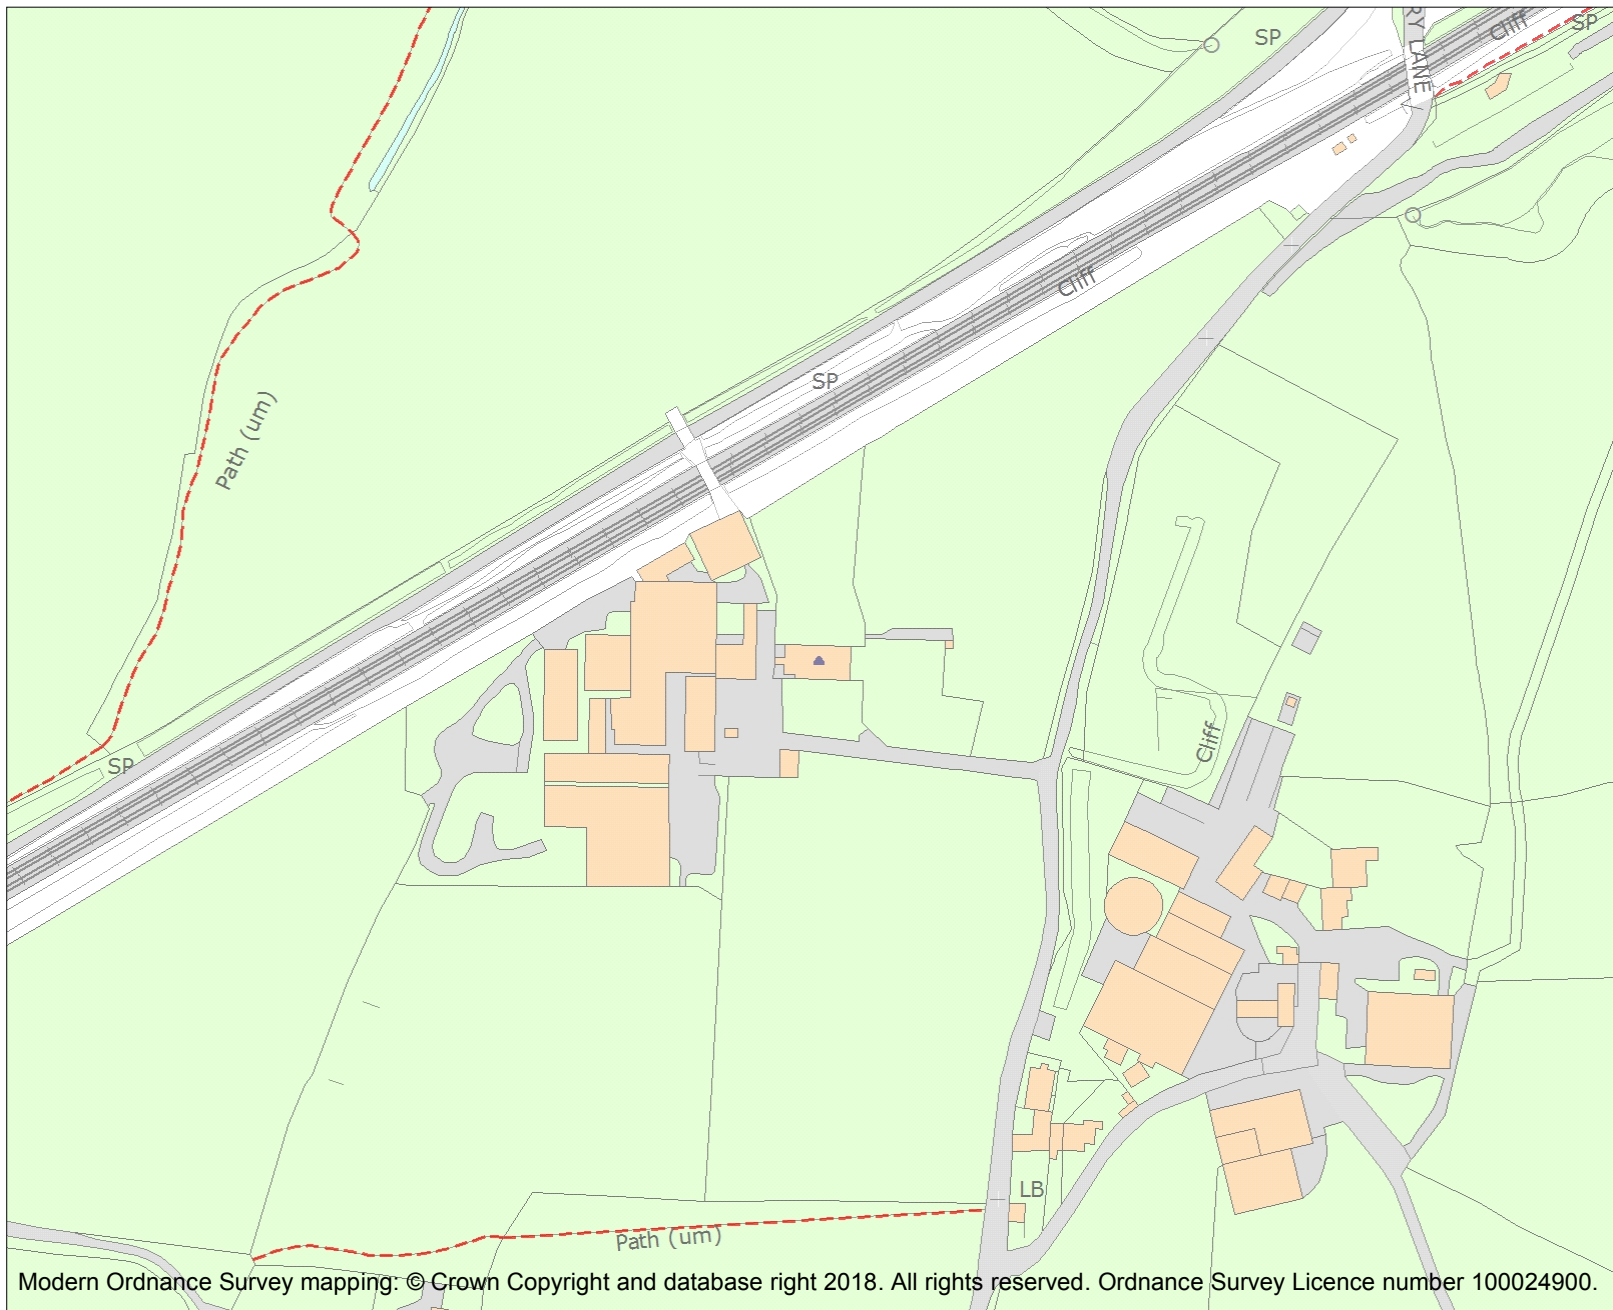 SP
RY LANE
Cliff
SP
Cliff
SP
Path (um)
Cliff
SP
LB
Path (um)
Modern Ordnance Survey mapping: © Crown Copyright and database right 2018. All rights reserved. Ordnance Survey Licence number 100024900.